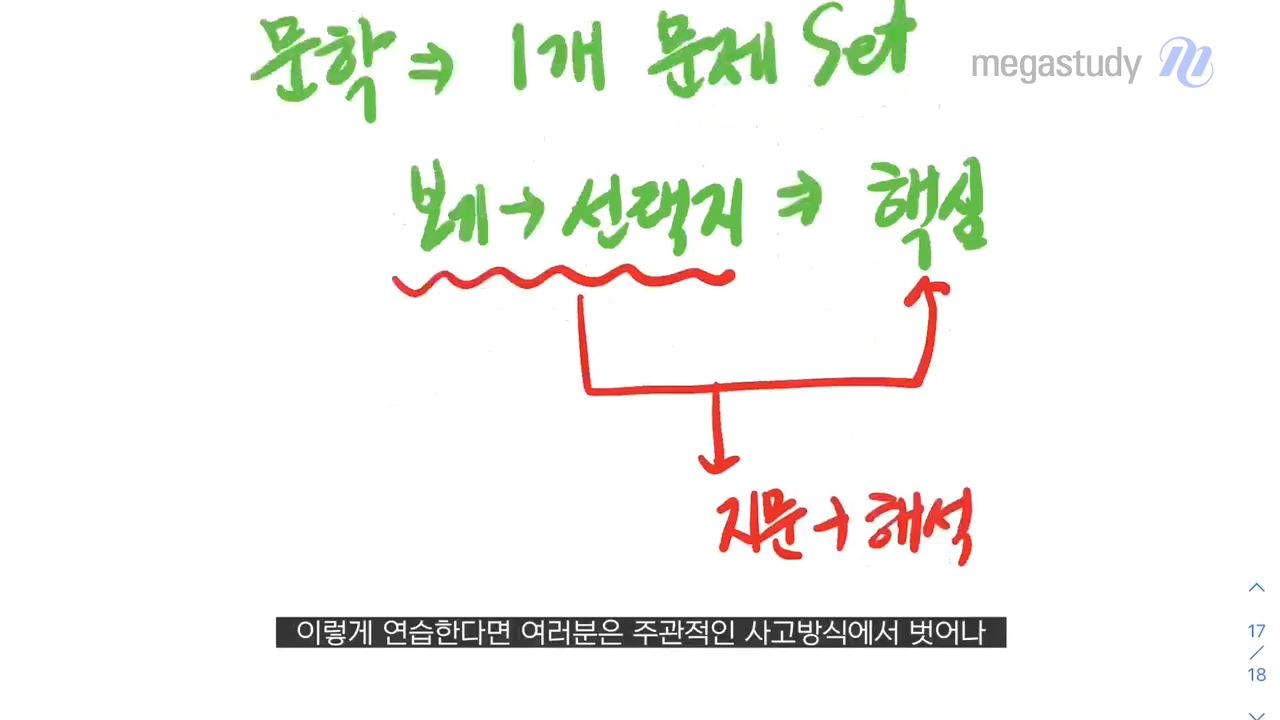 문학 ⇒ 1개 문제 Set
megastudy
보기 → 선택지 ⇒ 핵심
지문 → 해석
이렇게 연습한다면 여러분은 주관적인 사고방식에서 벗어나
17
/
18